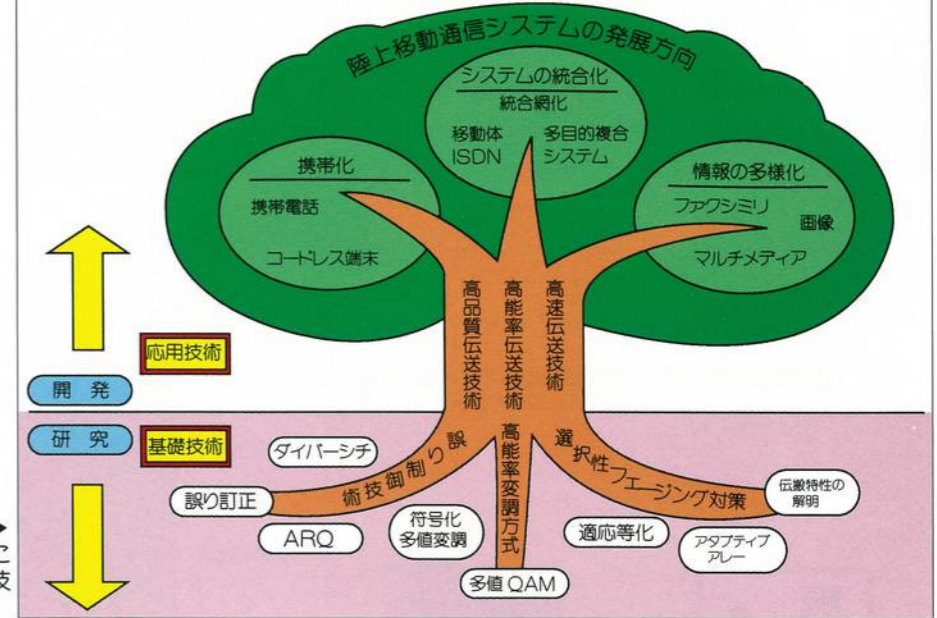 陸上移動通信システムの発展方向
システムの統合化
統合網化
移動体
ISDN
多目的複合
システム
携帯化
携帯電話
コードレス端末
情報の多様化
ファクシミリ
画像
マルチメディア
高品質伝送技術
高能率伝送技術
高速伝送技術
応用技術
開 発
研 究
基礎技術
ダイバーシチ
誤り制御技術
誤り訂正
ARQ
符号化
多値変調
高能率変調方式
多値 QAM
選択性フェージング対策
適応等化
アタプティブ
アレー
伝搬特性の
解明